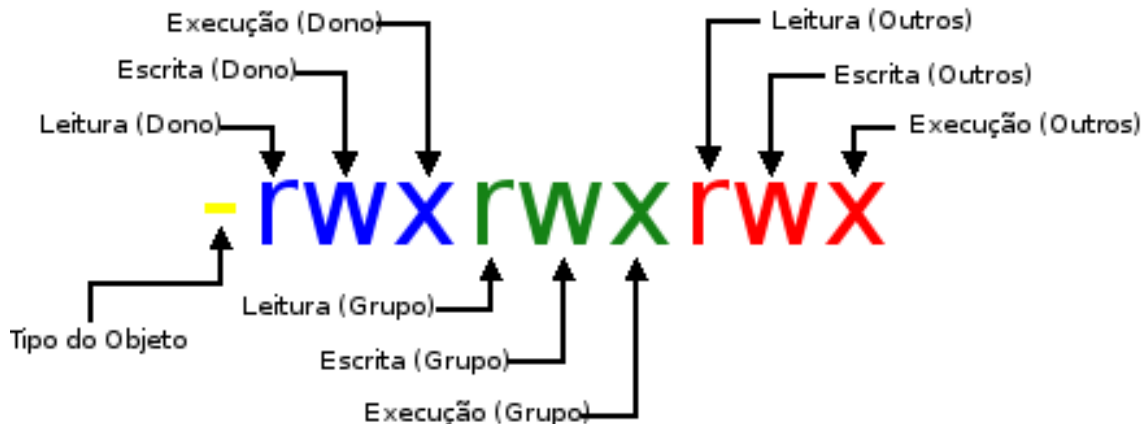 Execução (Dono)
Leitura (Outros)
Escrita (Dono)
Escrita (Outros)
Leitura (Dono)
Execução (Outros)
-rwxrwxrwx
Leitura (Grupo)
Tipo do Objeto
Escrita (Grupo)
Execução (Grupo)